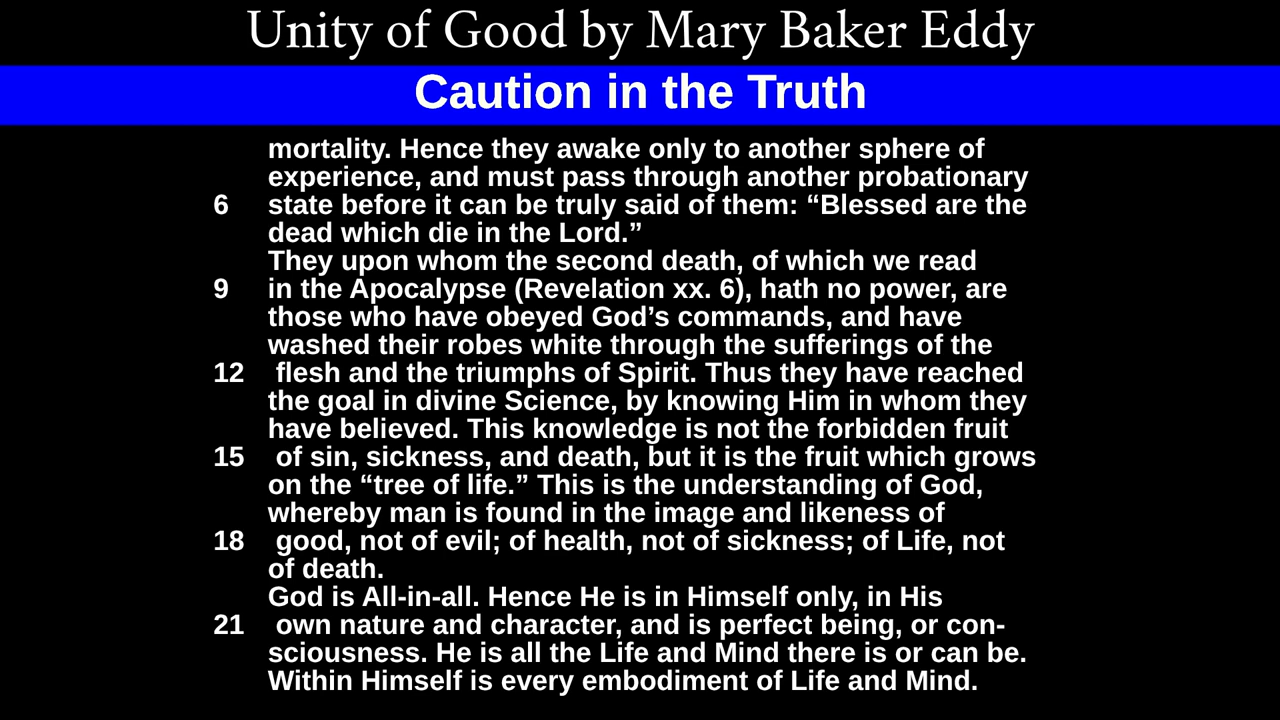 Unity of Good by Mary Baker Eddy
Caution in the Truth
mortality. Hence they awake only to another sphere of
experience, and must pass through another probationary
6 state before it can be truly said of them: “Blessed are the
dead which die in the Lord.”
They upon whom the second death, of which we read
9 in the Apocalypse (Revelation xx. 6), hath no power, are
those who have obeyed God’s commands, and have
washed their robes white through the sufferings of the
12 flesh and the triumphs of Spirit. Thus they have reached
the goal in divine Science, by knowing Him in whom they
have believed. This knowledge is not the forbidden fruit
15 of sin, sickness, and death, but it is the fruit which grows
on the “tree of life.” This is the understanding of God,
whereby man is found in the image and likeness of
18 good, not of evil; of health, not of sickness; of Life, not
of death.
God is All-in-all. Hence He is in Himself only, in His
21 own nature and character, and is perfect being, or con-
sciousness. He is all the Life and Mind there is or can be.
Within Himself is every embodiment of Life and Mind.